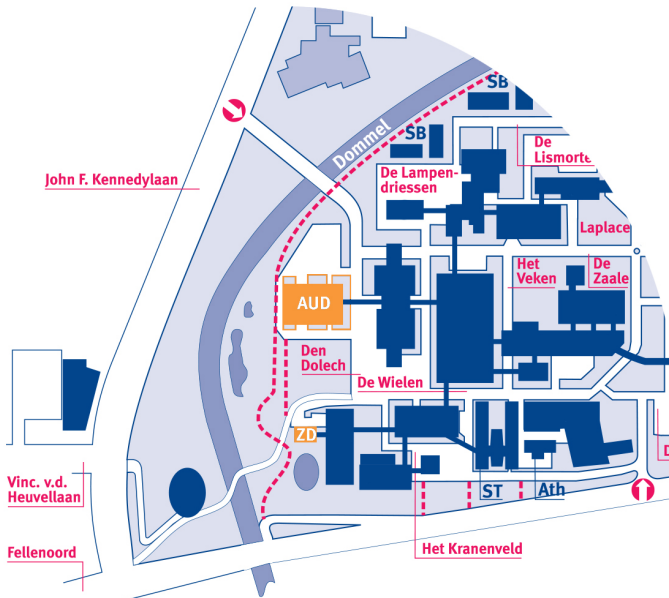 SB
SB
Dommel
De
Lismorte
De Lampen-
driessen
John F. Kennedylaan
Laplace
Het
Veken
De
Zaale
AUD
Den
Dolech
De Wielen
ZD
Vinc. v.d.
Heuvellaan
ST
Ath
Het Kranenveld
Fellenoord